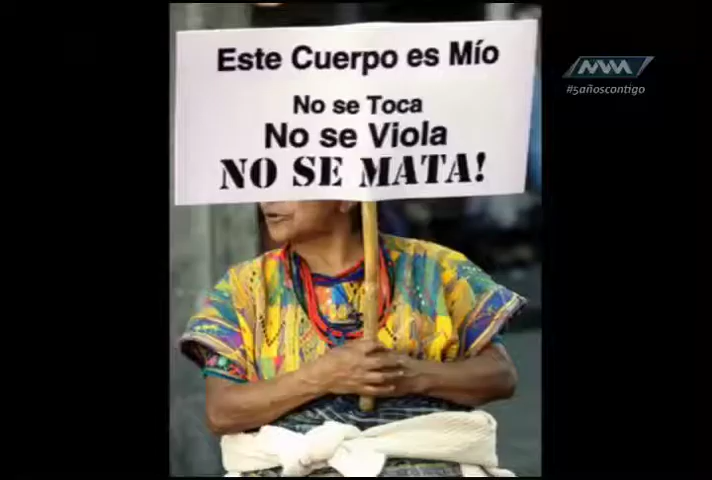 Este Cuerpo es Mío
No se Toca
No se Viola
NO SE MATA!
#5añoscontigo